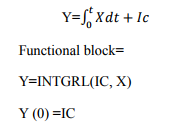 Y=∫₀ᵗ Xdt + Ic
Functional block=
Y=INTGRL(IC, X)
Y (0) =IC